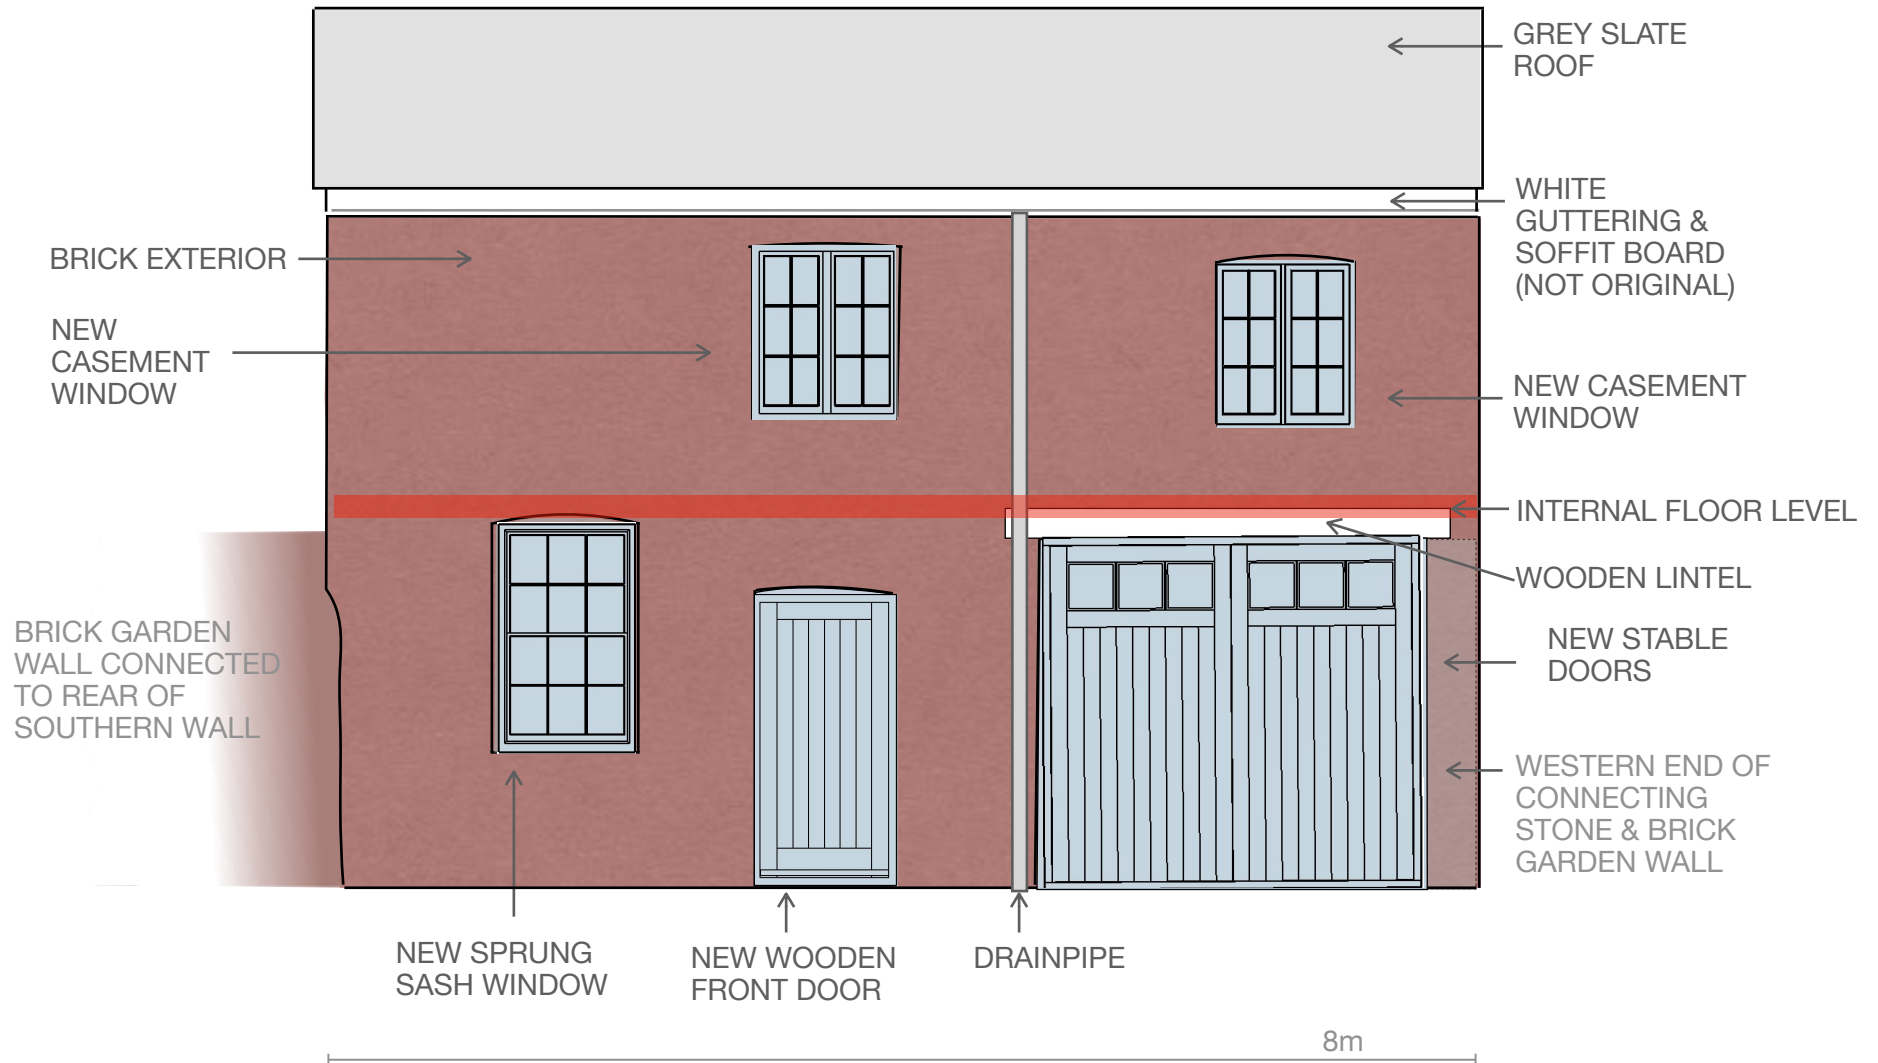 GREY SLATE
ROOF
WHITE
GUTTERING &
SOFFIT BOARD
(NOT ORIGINAL)
BRICK EXTERIOR
NEW
CASEMENT
WINDOW
NEW CASEMENT
WINDOW
INTERNAL FLOOR LEVEL
WOODEN LINTEL
BRICK GARDEN
WALL CONNECTED
TO REAR OF
SOUTHERN WALL
NEW STABLE
DOORS
WESTERN END OF
CONNECTING
STONE & BRICK
GARDEN WALL
NEW SPRUNG
SASH WINDOW
NEW WOODEN
FRONT DOOR
DRAINPIPE
8m